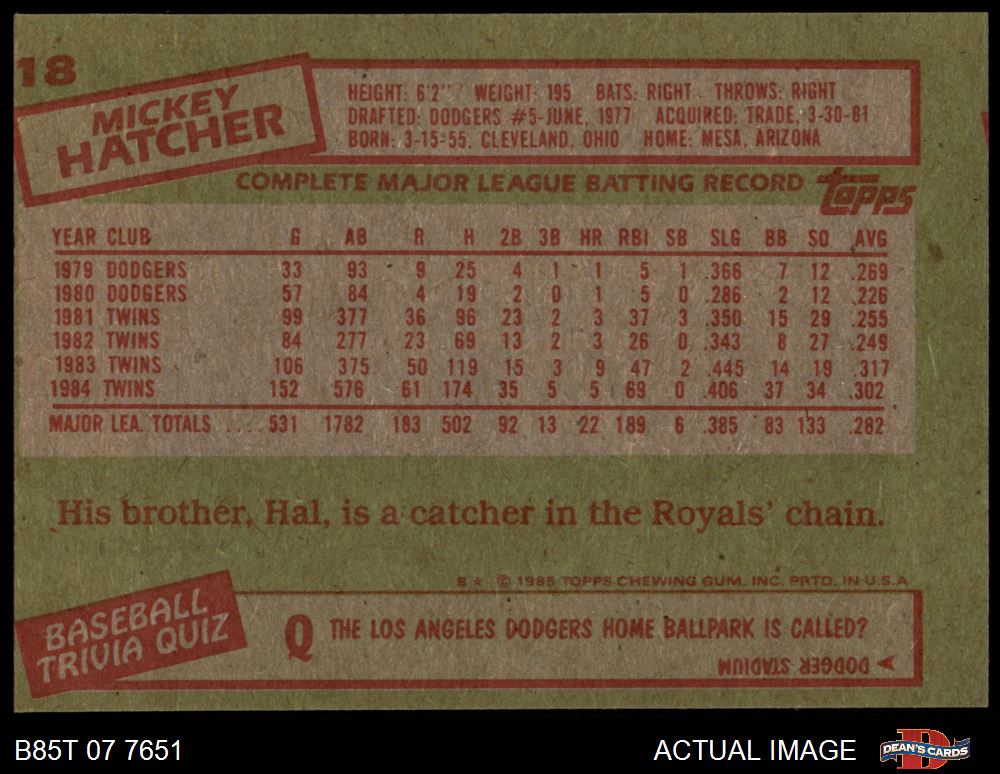 18
MICKEY
HATCHER
HEIGHT: 6'2" WEIGHT: 195 BATS: RIGHT THROWS: RIGHT
DRAFTED: DODGERS #5-JUNE, 1977 ACQUIRED: TRADE, 3-30-81
BORN: 3-15-55, CLEVELAND, OHIO HOME: MESA, ARIZONA
COMPLETE MAJOR LEAGUE BATTING RECORD topps
YEAR CLUB G AB R H 2B 3B HR RBI SB SLG BB SO AVG
1979 DODGERS 33 93 9 25 4 1 1 5 1 .366 7 12 .269
1980 DODGERS 57 84 4 19 2 0 1 5 0 .286 2 12 .226
1981 TWINS 99 377 36 96 23 2 3 37 3 .350 15 29 .255
1982 TWINS 84 277 23 69 13 2 3 26 0 .343 8 27 .249
1983 TWINS 106 375 50 119 15 3 9 47 2 .445 14 19 .317
1984 TWINS 152 576 61 174 35 5 5 69 0 .406 37 34 .302
MAJOR LEA. TOTALS .... 531 1782 183 502 92 13 22 189 6 .385 83 133 .282
His brother, Hal, is a catcher in the Royals' chain.
B * © 1985 TOPPS CHEWING GUM, INC. PRTD. IN U.S.A.
BASEBALL
TRIVIA QUIZ
Q THE LOS ANGELES DODGERS HOME BALLPARK IS CALLED?
DODGER STADIUM
B85T 07 7651
ACTUAL IMAGE
DEAN'S CARDS